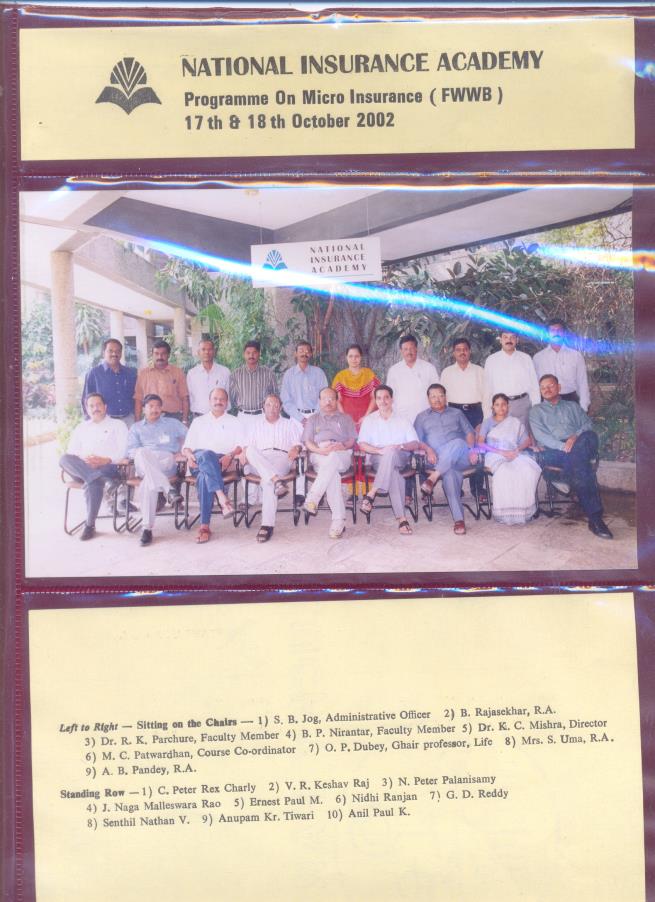 NATIONAL INSURANCE ACADEMY
Programme On Micro Insurance ( FWWB )
17 th & 18 th October 2002
NATIONAL
INSURANCE
ACADEMY
Left to Right — Sitting on the Chairs — 1) S. B. Jog, Administrative Officer 2) B. Rajasekhar, R.A.
3) Dr. R. K. Parchure, Faculty Member 4) B. P. Nirantar, Faculty Member 5) Dr. K. C. Mishra, Director
6) M. C. Patwardhan, Course Co-ordinator 7) O. P. Dubey, Ghair professor, Life 8) Mrs. S. Uma, R.A.
9) A. B. Pandey, R.A.
Standing Row — 1) C. Peter Rex Charly 2) V. R. Keshav Raj 3) N. Peter Palanisamy
4) J. Naga Malleswara Rao 5) Ernest Paul M. 6) Nidhi Ranjan 7) G. D. Reddy
8) Senthil Nathan V. 9) Anupam Kr. Tiwari 10) Anil Paul K.